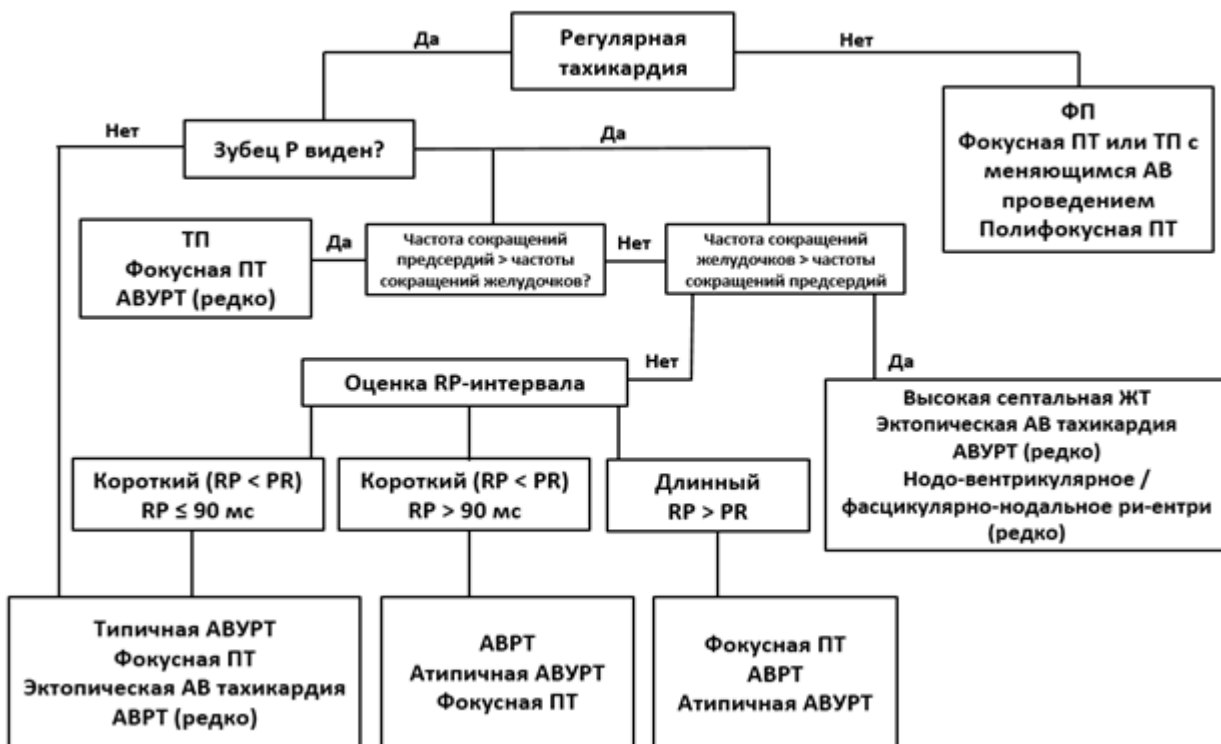 Да
Регулярная
тахикардия
Нет
Нет
Зубец Р виден?
Да
ФП
Фокусная ПТ или ТП с
меняющимся АВ
проведением
Полифокусная ПТ
ТП
Фокусная ПТ
АВУРТ (редко)
Да
Частота сокращений
предсердий > частоты
сокращений желудочков?
Нет
Частота сокращений
желудочков > частоты
сокращений предсердий
Нет
Да
Оценка RP-интервала
Высокая септальная ЖТ
Эктопическая АВ тахикардия
АВУРТ (редко)
Нодо-вентрикулярное /
фасцикулярно-нодальное ри-ентри
(редко)
Короткий (RP < PR)
RP ≤ 90 мс
Короткий (RP < PR)
RP > 90 мс
Длинный
RP > PR
Типичная АВУРТ
Фокусная ПТ
Эктопическая АВ тахикардия
АВРТ (редко)
АВРТ
Атипичная АВУРТ
Фокусная ПТ
Фокусная ПТ
АВРТ
Атипичная АВУРТ